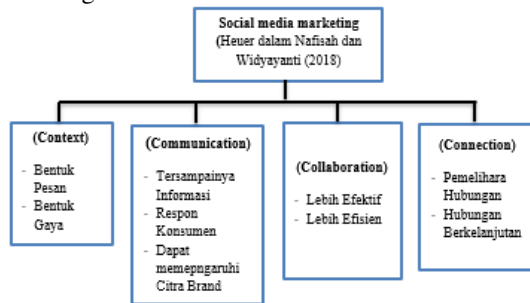 Social media marketing
(Heuer dalam Nafisah dan
Widyayanti (2018)
(Context)
- Bentuk
Pesan
- Bentuk
Gaya
(Communication)
- Tersampainya
Informasi
- Respon
Konsumen
- Dapat
memepngaruhi
Citra Brand
(Collaboration)
- Lebih Efektif
- Lebih Efisien
(Connection)
- Pemelihara
Hubungan
- Hubungan
Berkelanjutan